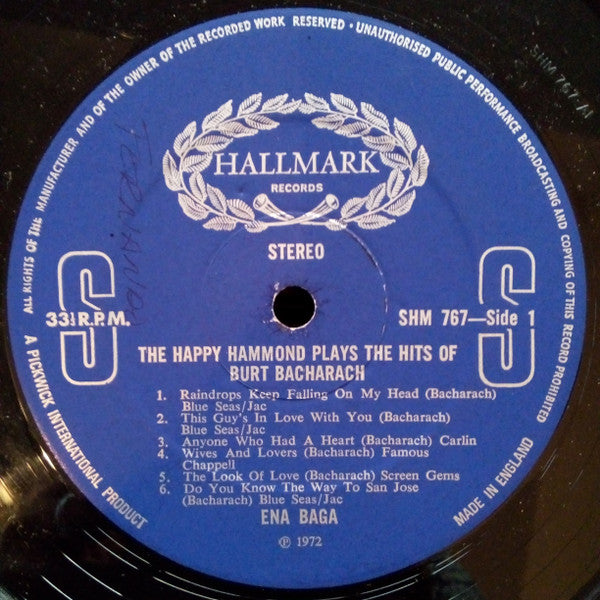 ALL RIGHTS OF THE MANUFACTURER AND OF THE OWNER OF THE RECORDED WORK RESERVED · UNAUTHORISED PUBLIC PERFORMANCE BROADCASTING AND COPYING OF THIS RECORD PROHIBITED
SHM 767 A1
HALLMARK
RECORDS
STEREO
S S
33⅓ R.P.M. SHM 767—Side 1
THE HAPPY HAMMOND PLAYS THE HITS OF
BURT BACHARACH
1. Raindrops Keep Falling On My Head (Bacharach)
Blue Seas/Jac
2. This Guy's In Love With You (Bacharach)
Blue Seas/Jac
3. Anyone Who Had A Heart (Bacharach) Carlin
4. Wives And Lovers (Bacharach) Famous
Chappell
5. The Look Of Love (Bacharach) Screen Gems
6. Do You Know The Way To San Jose
(Bacharach) Blue Seas/Jac
ENA BAGA
℗ 1972
A PICKWICK INTERNATIONAL PRODUCT
MADE IN ENGLAND